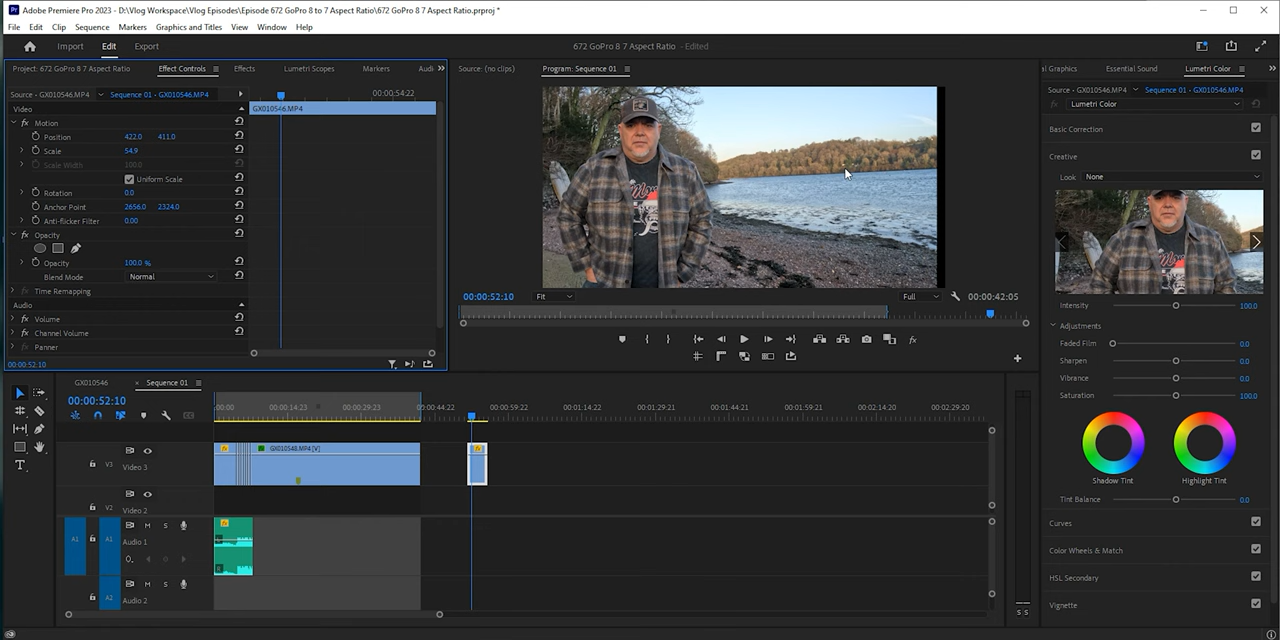 Pr Adobe Premiere Pro 2023 - D:\Vlog Workspace\Vlog Episodes\Episode 672 GoPro 8 to 7 Aspect Ratio\672 GoPro 8 7 Aspect Ratio.prproj *
File Edit Clip Sequence Markers Graphics and Titles View Window Help
Import Edit Export 672 GoPro 8 7 Aspect Ratio - Edited
Project: 672 GoPro 8 7 Aspect Ratio Effect Controls Effects Lumetri Scopes Markers Audi
Source - GX010546.MP4 Sequence 01 - GX010546.MP4 00:00:54:22
Video GX010546.MP4
fx Motion
Position 422.0 411.0
Scale 54.9
Scale Width 100.0
Uniform Scale
Rotation 0.0
Anchor Point 2656.0 2324.0
Anti-flicker Filter 0.00
fx Opacity
Opacity 100.0 %
Blend Mode Normal
Time Remapping
Audio
Volume
Channel Volume
Panner
00:00:52:10
Source: (no clips) Program: Sequence 01
00:00:52:10 Fit Full 00:00:42:05
fx
al Graphics Essential Sound Lumetri Color
Source - GX010546.MP4 Sequence 01 - GX010546.MP4
fx Lumetri Color
Basic Correction
Creative
Look None
Intensity 100.0
Adjustments
Faded Film 0.0
Sharpen 0.0
Vibrance 0.0
Saturation 100.0
Shadow Tint Highlight Tint
Tint Balance 0.0
Curves
Color Wheels & Match
HSL Secondary
Vignette
GX010546 × Sequence 01
00:00:52:10
:00:00 00:00:14:23 00:00:29:23 00:00:44:22 00:00:59:22 00:01:14:22 00:01:29:21 00:01:44:21 00:01:59:21 00:02:14:20 00:02:29:20
fx GX010548.MP4 [V] fx
V3 Video 3
V2 Video 2
A1 A1 M S Audio 1
fx
R
A2 M S Audio 2
S S